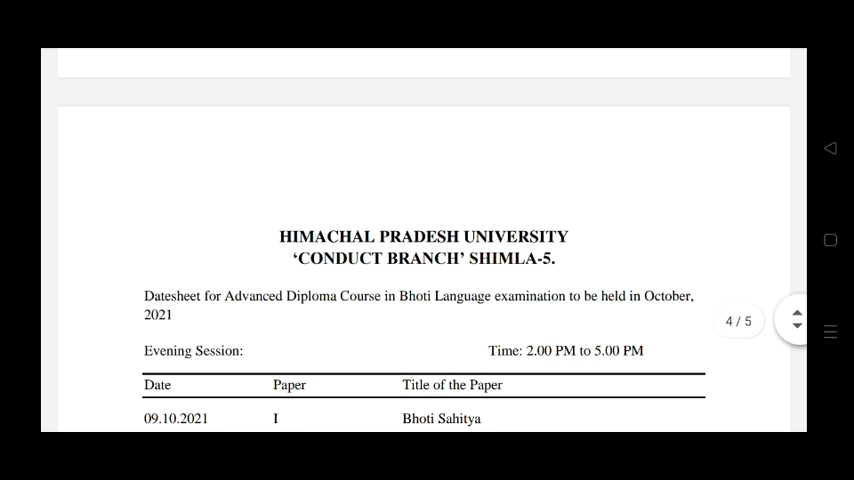 HIMACHAL PRADESH UNIVERSITY
‘CONDUCT BRANCH’ SHIMLA-5.
Datesheet for Advanced Diploma Course in Bhoti Language examination to be held in October,
2021
4 / 5
Evening Session: Time: 2.00 PM to 5.00 PM
Date Paper Title of the Paper
09.10.2021 I Bhoti Sahitya